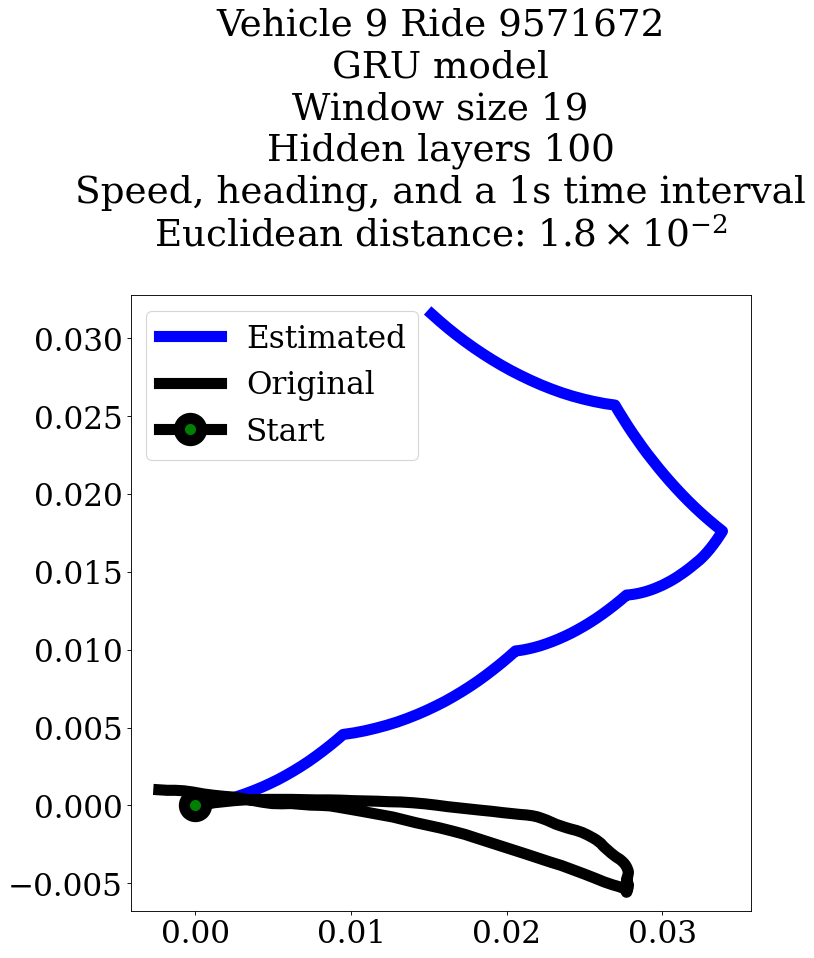 Vehicle 9 Ride 9571672
GRU model
Window size 19
Hidden layers 100
Speed, heading, and a 1s time interval
Euclidean distance: 1.8 × 10⁻²
Estimated
Original
Start
0.030
0.025
0.020
0.015
0.010
0.005
0.000
−0.005
0.00 0.01 0.02 0.03